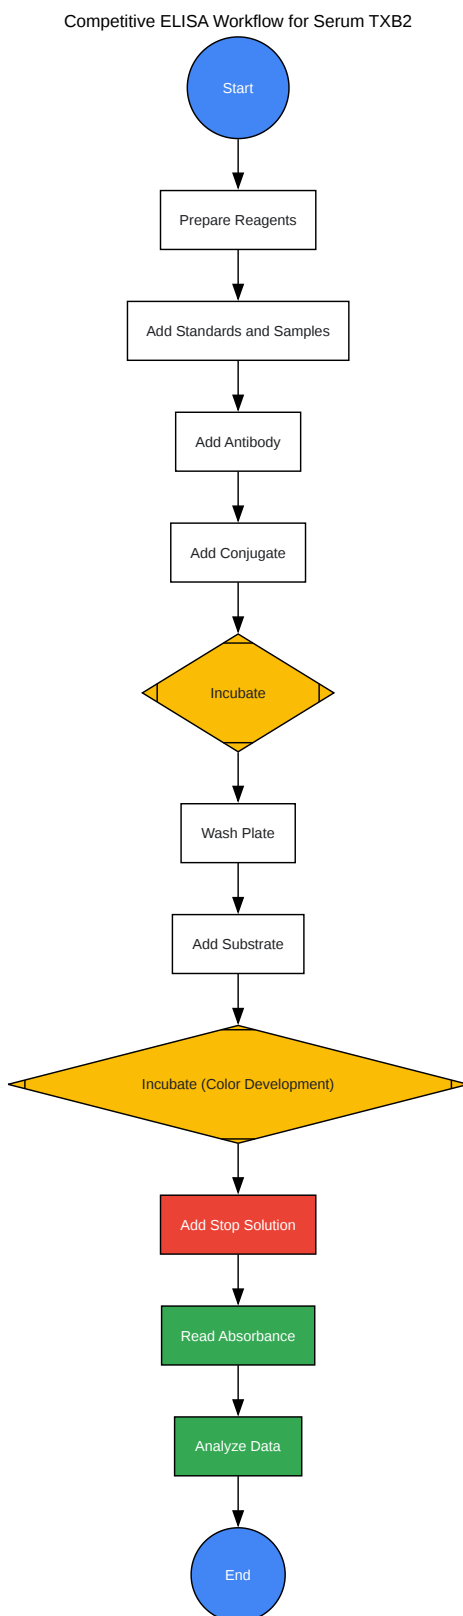 Competitive ELISA Workflow for Serum TXB2
Start
Prepare Reagents
Add Standards and Samples
Add Antibody
Add Conjugate
Incubate
Wash Plate
Add Substrate
Incubate (Color Development)
Add Stop Solution
Read Absorbance
Analyze Data
End